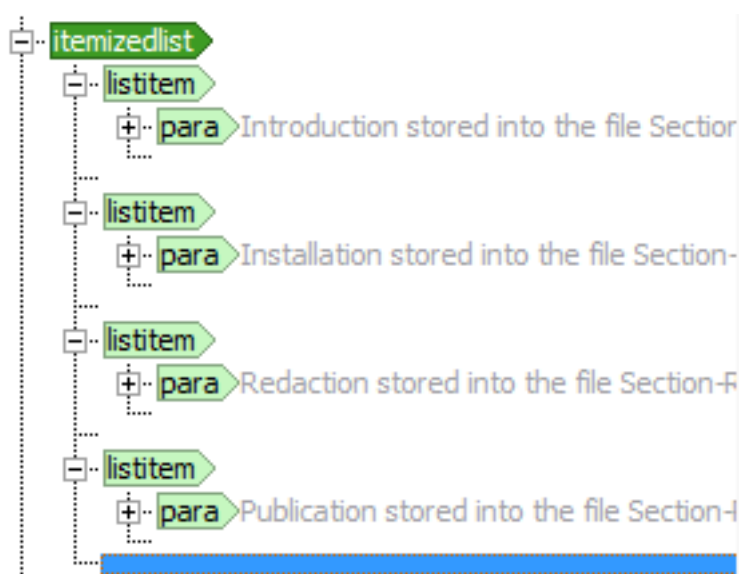 itemizedlist
listitem
para Introduction stored into the file Section
listitem
para Installation stored into the file Section-
listitem
para Redaction stored into the file Section-R
listitem
para Publication stored into the file Section-